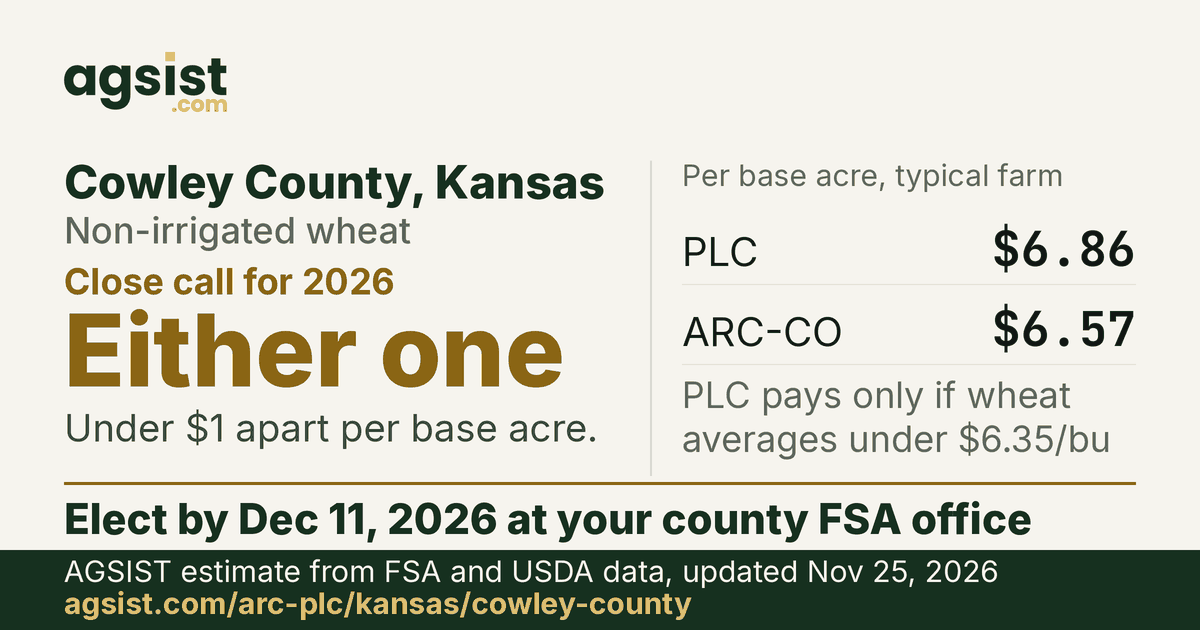 agsist
.com
Cowley County, Kansas
Non-irrigated wheat
Close call for 2026
Either one
Under $1 apart per base acre.
Per base acre, typical farm
PLC $6.86
ARC-CO $6.57
PLC pays only if wheat
averages under $6.35/bu
Elect by Dec 11, 2026 at your county FSA office
AGSIST estimate from FSA and USDA data, updated Nov 25, 2026
agsist.com/arc-plc/kansas/cowley-county